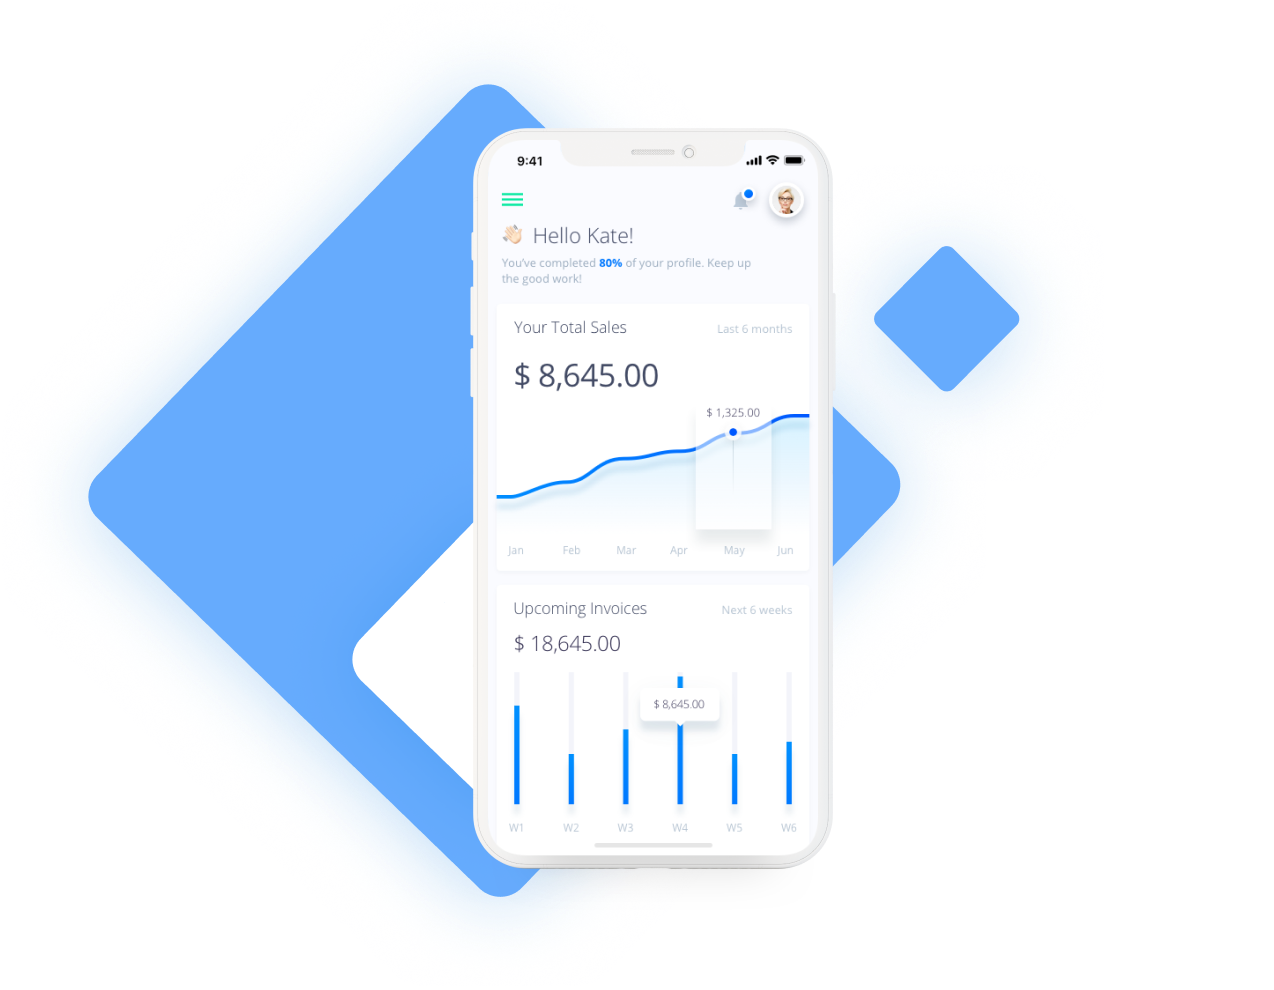 9:41
👋🏻 Hello Kate!
You've completed 80% of your profile. Keep up
the good work!
Your Total Sales
Last 6 months
$ 8,645.00
$ 1,325.00
Jan Feb Mar Apr May Jun
Upcoming Invoices
Next 6 weeks
$ 18,645.00
$ 8,645.00
W1 W2 W3 W4 W5 W6